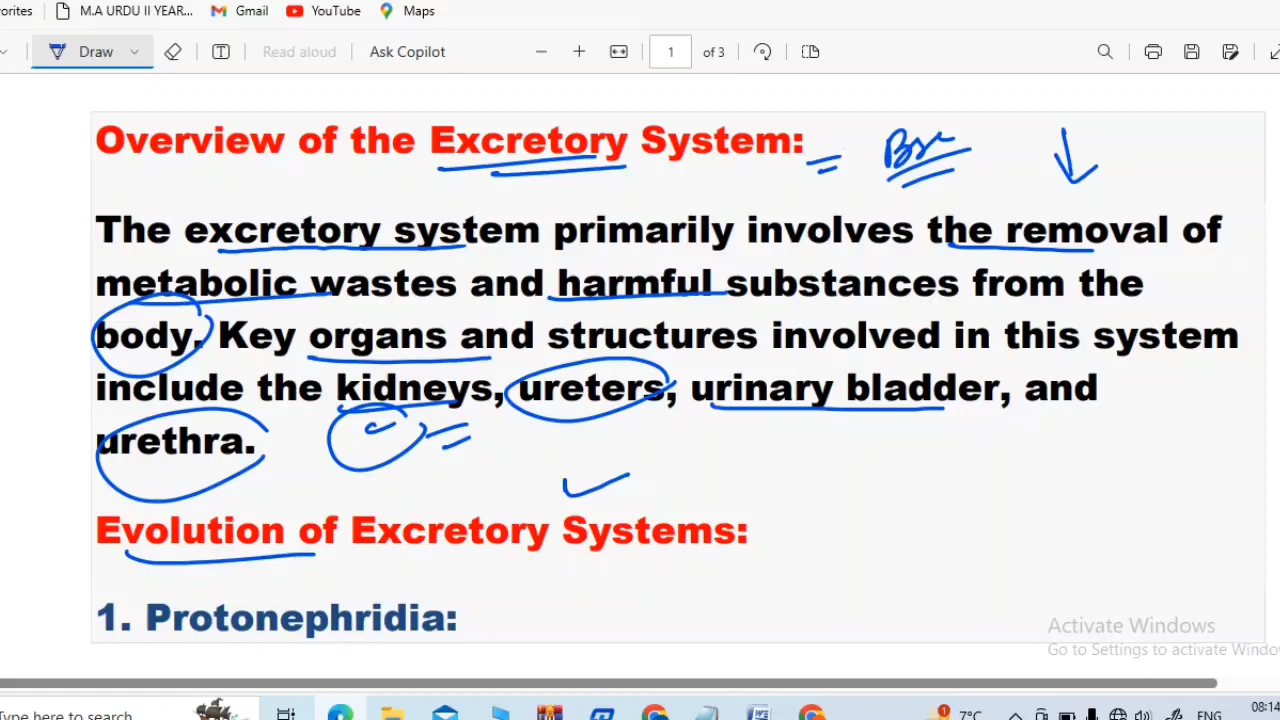 orites M.A URDU II YEAR... Gmail YouTube Maps
Draw Read aloud Ask Copilot 1 of 3
Overview of the Excretory System: Bsc
The excretory system primarily involves the removal of
metabolic wastes and harmful substances from the
body. Key organs and structures involved in this system
include the kidneys, ureters, urinary bladder, and
urethra.
Evolution of Excretory Systems:
1. Protonephridia:
Activate Windows
Go to Settings to activate Windo
Type here to search 1 7°C ENG 08:14